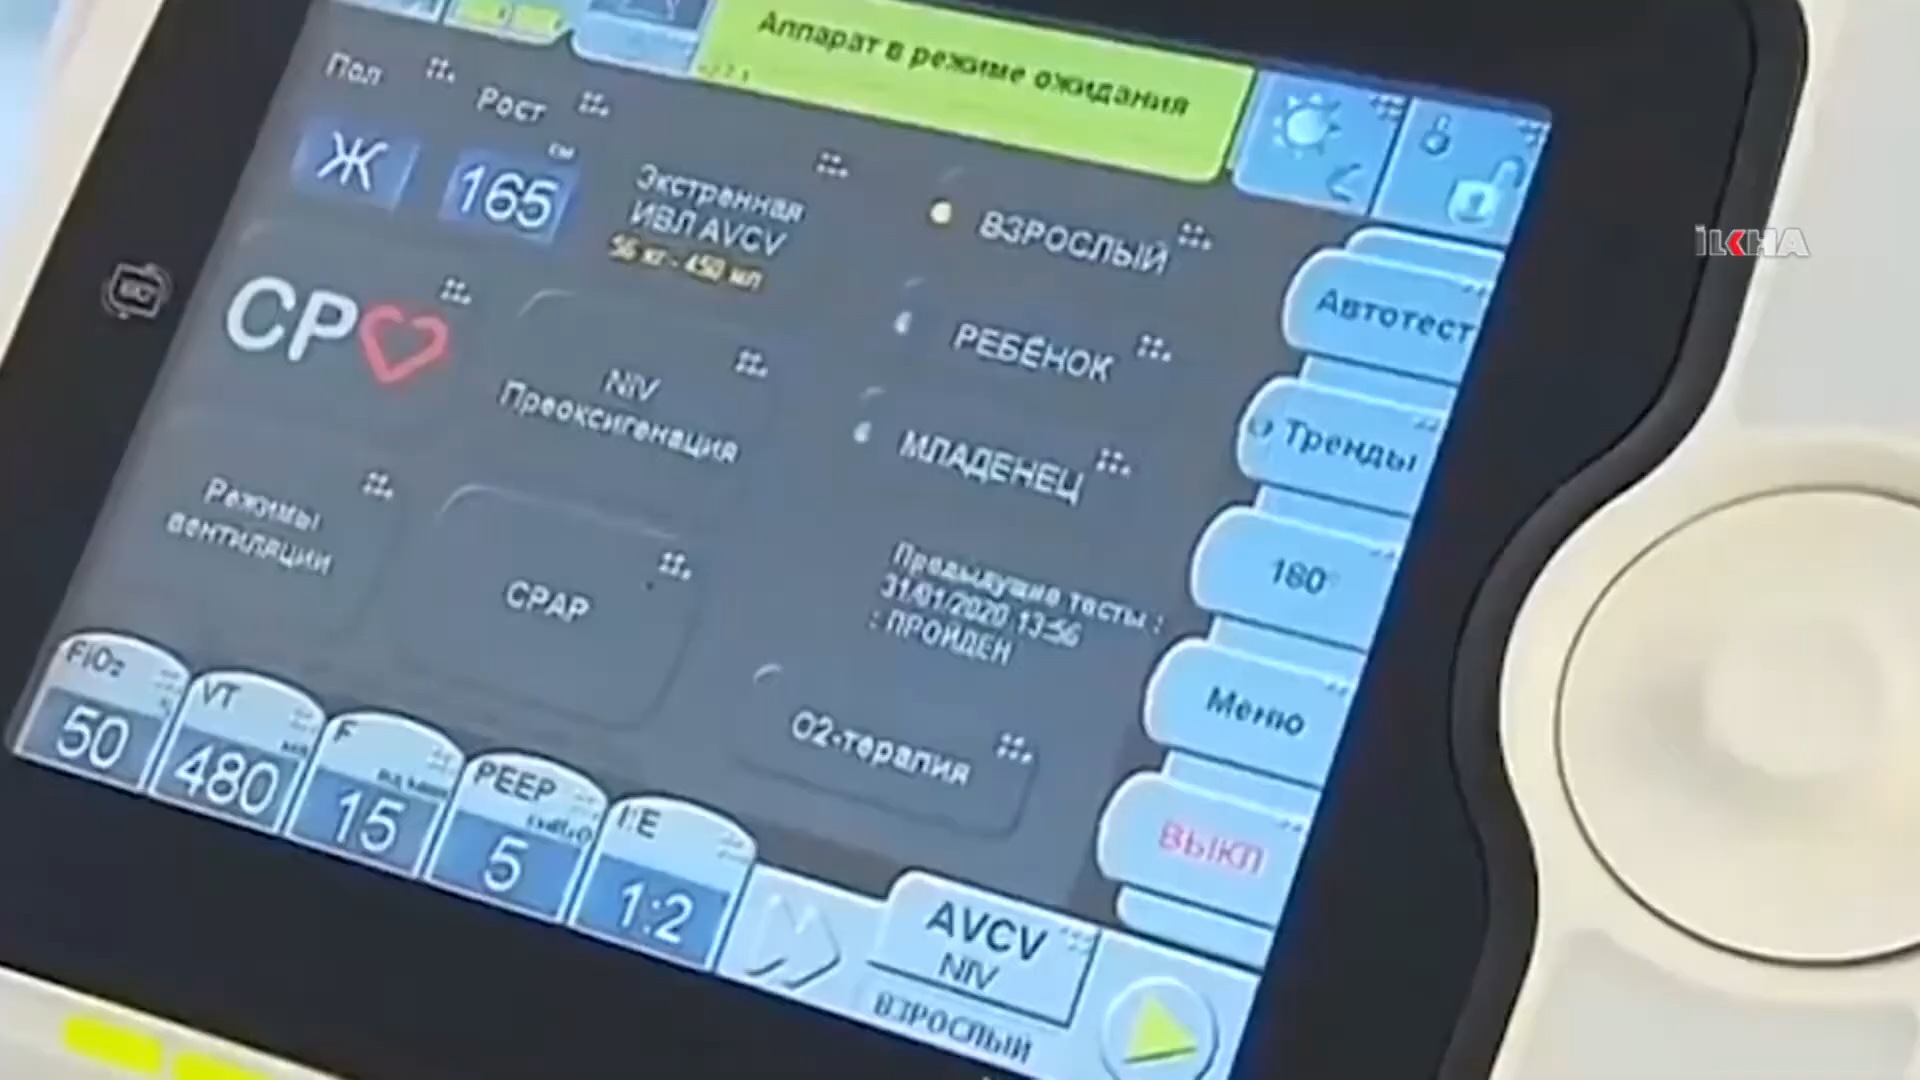 Аппарат в режиме ожидания
Пол
Рост
см
Ж
165
Экстренная
ИВЛ AVCV
56 кг - 450 мл
ВЗРОСЛЫЙ
РЕБЁНОК
МЛАДЕНЕЦ
CP
NIV
Преоксигенация
Режимы
вентиляции
CPAP
Предыдущие тесты :
31/01/2020 13:56
: ПРОЙДЕН
O2-терапия
Автотест
Тренды
180°
Меню
ВЫКЛ
FiO2
50
VT
480
F
15
PEEP
5
I:E
1:2
AVCV
NIV
ВЗРОСЛЫЙ
İLKHA